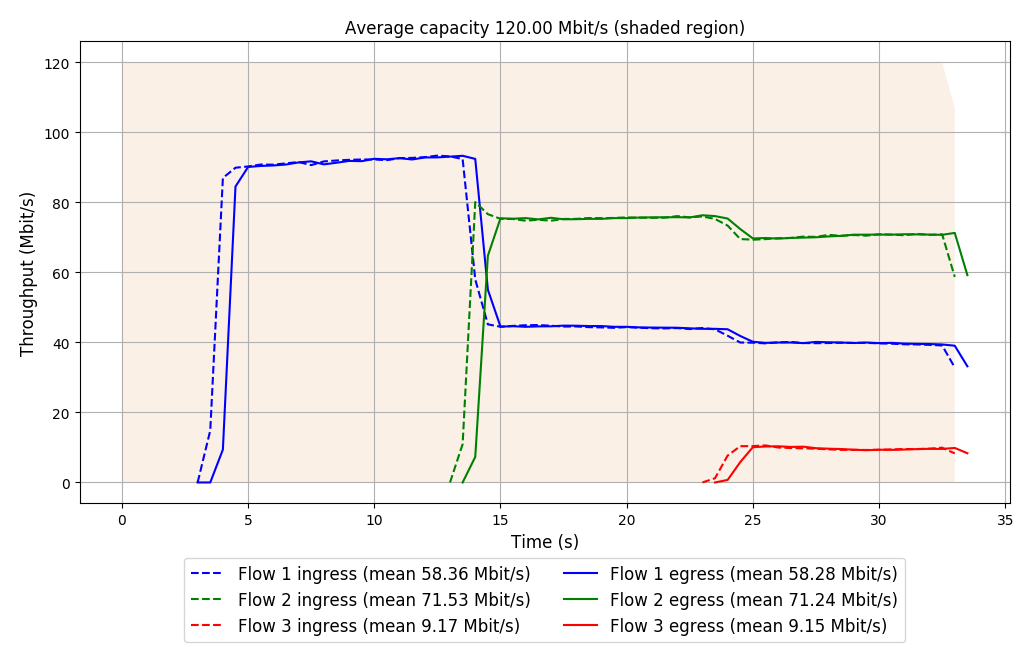 Average capacity 120.00 Mbit/s (shaded region)
Throughput (Mbit/s)
120
100
80
60
40
20
0
0 5 10 15 20 25 30 35
Time (s)
Flow 1 ingress (mean 58.36 Mbit/s) Flow 1 egress (mean 58.28 Mbit/s)
Flow 2 ingress (mean 71.53 Mbit/s) Flow 2 egress (mean 71.24 Mbit/s)
Flow 3 ingress (mean 9.17 Mbit/s) Flow 3 egress (mean 9.15 Mbit/s)